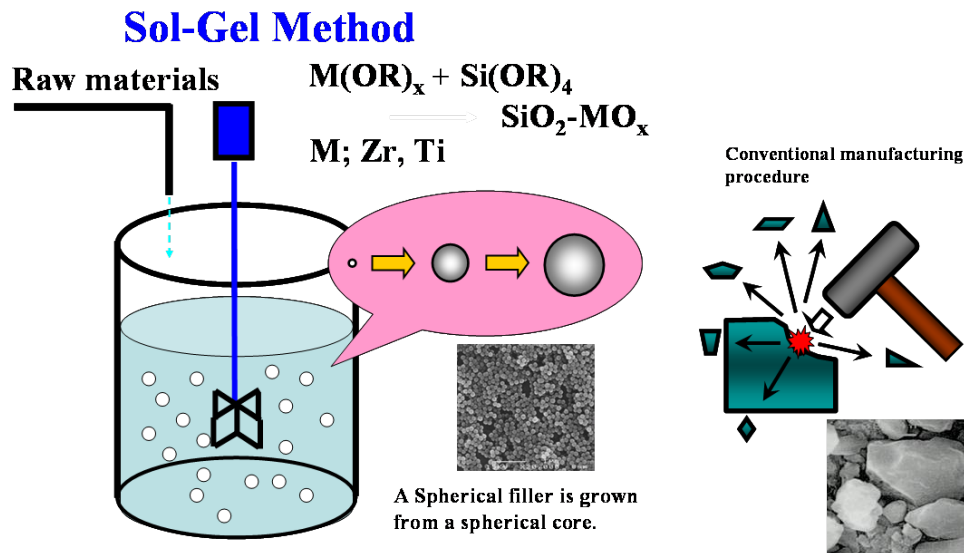 Sol-Gel Method
Raw materials
M(OR)ₓ + Si(OR)₄
SiO₂-MOₓ
M; Zr, Ti
Conventional manufacturing
procedure
A Spherical filler is grown
from a spherical core.